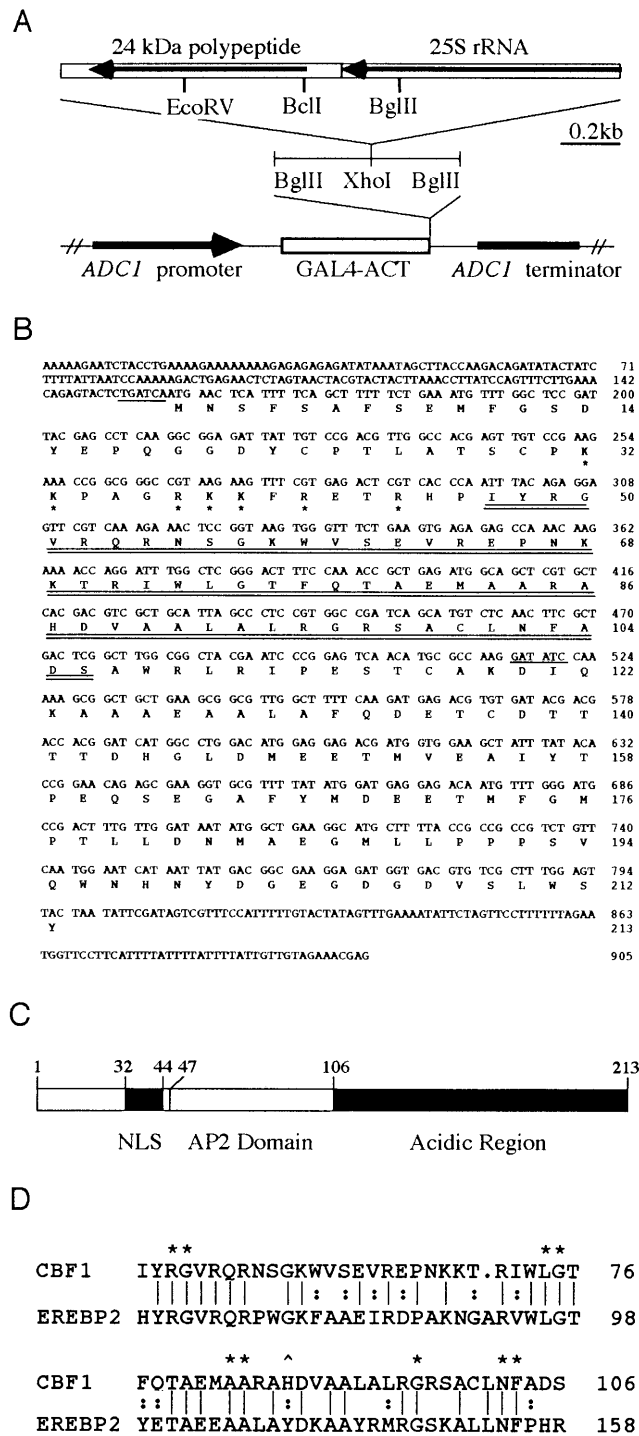 A
24 kDa polypeptide 25S rRNA
EcoRV BclI BglII
0.2kb
BglII XhoI BglII
ADC1 promoter GAL4-ACT ADC1 terminator
B
AAAAAGAATCTACCTGAAAAGAAAAAAAAGAGAGAGAGATATAAATAGCTTACCAAGACAGATATACTATC 71
TTTTATTAATCCAAAAAGACTGAGAACTCTAGTAACTACGTACTACTTAAACCTTATCCAGTTTCTTGAAA 142
CAGAGTACTCTGATCAATG AAC TCA TTT TCA GCT TTT TCT GAA ATG TTT GGC TCC GAT 200
M N S F S A F S E M F G S D 14
TAC GAG CCT CAA GGC GGA GAT TAT TGT CCG ACG TTG GCC ACG AGT TGT CCG AAG 254
Y E P Q G G D Y C P T L A T S C P K 32
*
AAA CCG GCG GGC CGT AAG AAG TTT CGT GAG ACT CGT CAC CCA ATT TAC AGA GGA 308
K P A G R K K F R E T R H P I Y R G 50
* * * * * *
GTT CGT CAA AGA AAC TCC GGT AAG TGG GTT TCT GAA GTG AGA GAG CCA AAC AAG 362
V R Q R N S G K W V S E V R E P N K 68
AAA ACC AGG ATT TGG CTC GGG ACT TTC CAA ACC GCT GAG ATG GCA GCT CGT GCT 416
K T R I W L G T F Q T A E M A A R A 86
CAC GAC GTC GCT GCA TTA GCC CTC CGT GGC CGA TCA GCA TGT CTC AAC TTC GCT 470
H D V A A L A L R G R S A C L N F A 104
GAC TCG GCT TGG CGG CTA CGA ATC CCG GAG TCA ACA TGC GCC AAG GAT ATC CAA 524
D S A W R L R I P E S T C A K D I Q 122
AAA GCG GCT GCT GAA GCG GCG TTG GCT TTT CAA GAT GAG ACG TGT GAT ACG ACG 578
K A A A E A A L A F Q D E T C D T T 140
ACC ACG GAT CAT GGC CTG GAC ATG GAG GAG ACG ATG GTG GAA GCT ATT TAT ACA 632
T T D H G L D M E E T M V E A I Y T 158
CCG GAA CAG AGC GAA GGT GCG TTT TAT ATG GAT GAG GAG ACA ATG TTT GGG ATG 686
P E Q S E G A F Y M D E E T M F G M 176
CCG ACT TTG TTG GAT AAT ATG GCT GAA GGC ATG CTT TTA CCG CCG CCG TCT GTT 740
P T L L D N M A E G M L L P P P S V 194
CAA TGG AAT CAT AAT TAT GAC GGC GAA GGA GAT GGT GAC GTG TCG CTT TGG AGT 794
Q W N H N Y D G E G D G D V S L W S 212
TAC TAA TATTCGATAGTCGTTTCCATTTTTGTACTATAGTTTGAAAATATTCTAGTTCCTTTTTTAGAA 863
Y 213
TGGTTCCTTCATTTTATTTTATTTTATTGTTGTAGAAACGAG 905
C
1 32 44 47 106 213
NLS AP2 Domain Acidic Region
D
** **
CBF1 IYRGVRQRNSGKWVSEVREPNKKT.RIWLGT 76
EREBP2 HYRGVRQRPWGKFAAEIRDPAKNGARVWLGT 98
** ^ * **
CBF1 FQTAEMAARAHDVAALALRGRSACLNFADS 106
EREBP2 YETAEEAALAYDKAAYRMRGSKALLNFPHR 158